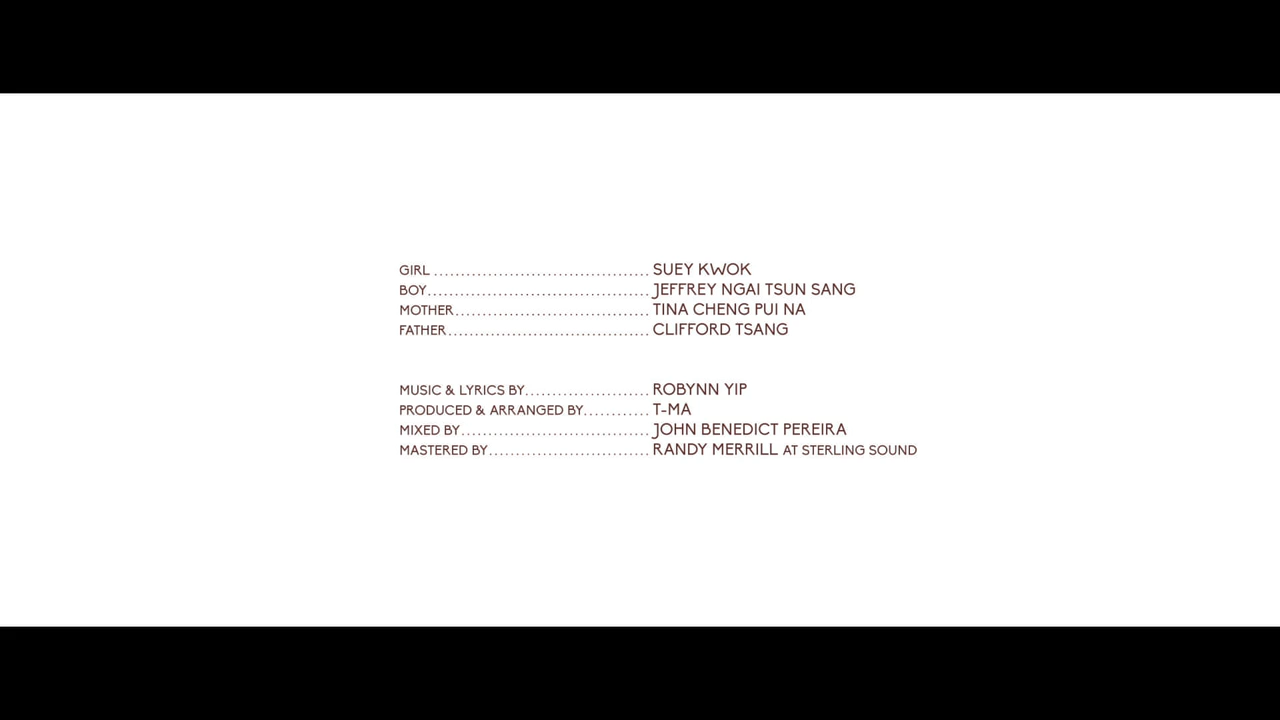 GIRL ........................................ SUEY KWOK
BOY......................................... JEFFREY NGAI TSUN SANG
MOTHER.................................... TINA CHENG PUI NA
FATHER..................................... CLIFFORD TSANG
MUSIC & LYRICS BY....................... ROBYNN YIP
PRODUCED & ARRANGED BY............ T-MA
MIXED BY................................... JOHN BENEDICT PEREIRA
MASTERED BY.............................. RANDY MERRILL AT STERLING SOUND